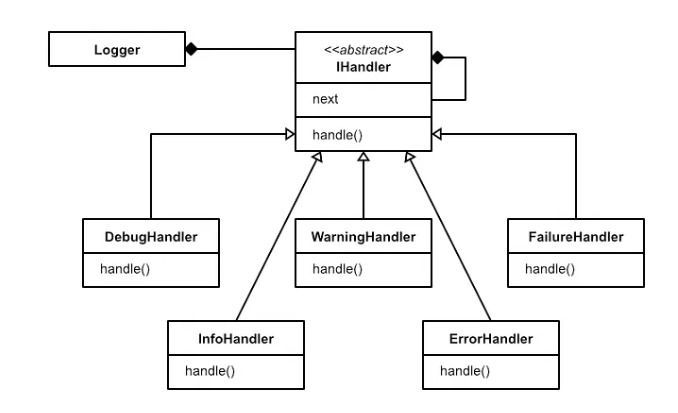 Logger
<<abstract>>
IHandler
next
handle()
DebugHandler
handle()
WarningHandler
handle()
FailureHandler
handle()
InfoHandler
handle()
ErrorHandler
handle()